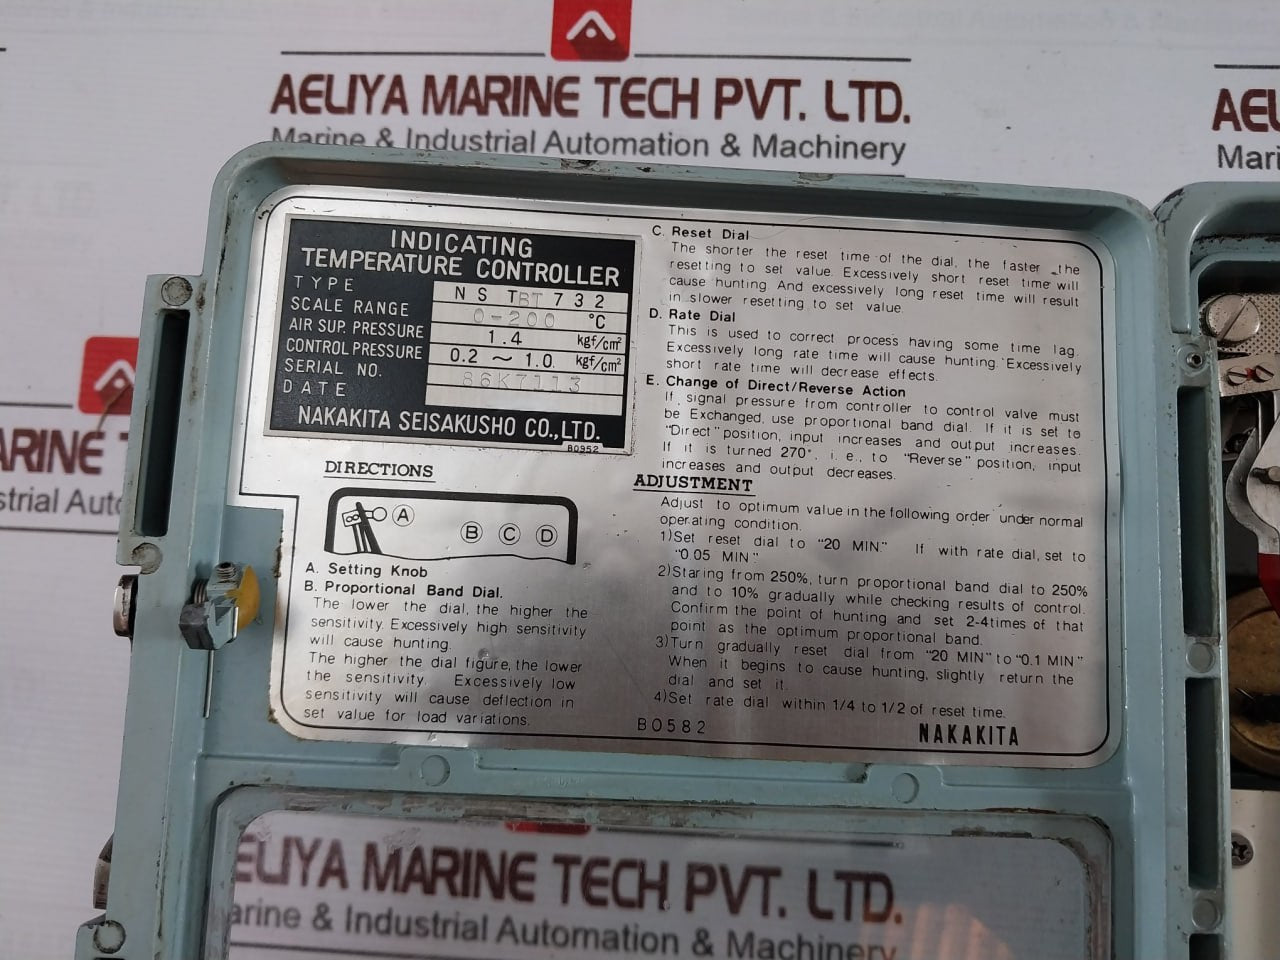 AELIYA MARINE TECH PVT. LTD.
Marine & Industrial Automation & Machinery
AEL
Mari
ARINE T
strial Auto
INDICATING
TEMPERATURE CONTROLLER
TYPE N S T BT 7 3 2
SCALE RANGE 0-200 °C
AIR SUP. PRESSURE 1.4 kgf/cm²
CONTROL PRESSURE 0.2 ~ 1.0 kgf/cm²
SERIAL NO. 86K7113
DATE
NAKAKITA SEISAKUSHO CO.,LTD.
B0952
DIRECTIONS
A B C D
A. Setting Knob
B. Proportional Band Dial.
The lower the dial, the higher the
sensitivity. Excessively high sensitivity
will cause hunting.
The higher the dial figure, the lower
the sensitivity. Excessively low
sensitivity will cause deflection in
set value for load variations.
C. Reset Dial
The shorter the reset time of the dial, the faster the
resetting to set value. Excessively short reset time will
cause hunting And excessively long reset time will result
in slower resetting to set value.
D. Rate Dial
This is used to correct process having some time lag.
Excessively long rate time will cause hunting. Excessively
short rate time will decrease effects.
E. Change of Direct/Reverse Action
If signal pressure from controller to control valve must
be Exchanged, use proportional band dial. If it is set to
"Direct" position, input increases and output increases.
If it is turned 270°, i.e., to "Reverse" position, input
increases and output decreases.
ADJUSTMENT
Adjust to optimum value in the following order under normal
operating condition.
1)Set reset dial to "20 MIN." If with rate dial, set to
"0.05 MIN."
2)Staring from 250%, turn proportional band dial to 250%
and to 10% gradually while checking results of control.
Confirm the point of hunting and set 2-4times of that
point as the optimum proportional band.
3)Turn gradually reset dial from "20 MIN" to "0.1 MIN"
When it begins to cause hunting, slightly return the
dial and set it.
4)Set rate dial within 1/4 to 1/2 of reset time.
B0582
NAKAKITA
ELIYA MARINE TECH PVT. LTD.
arine & Industrial Automation & Machinery